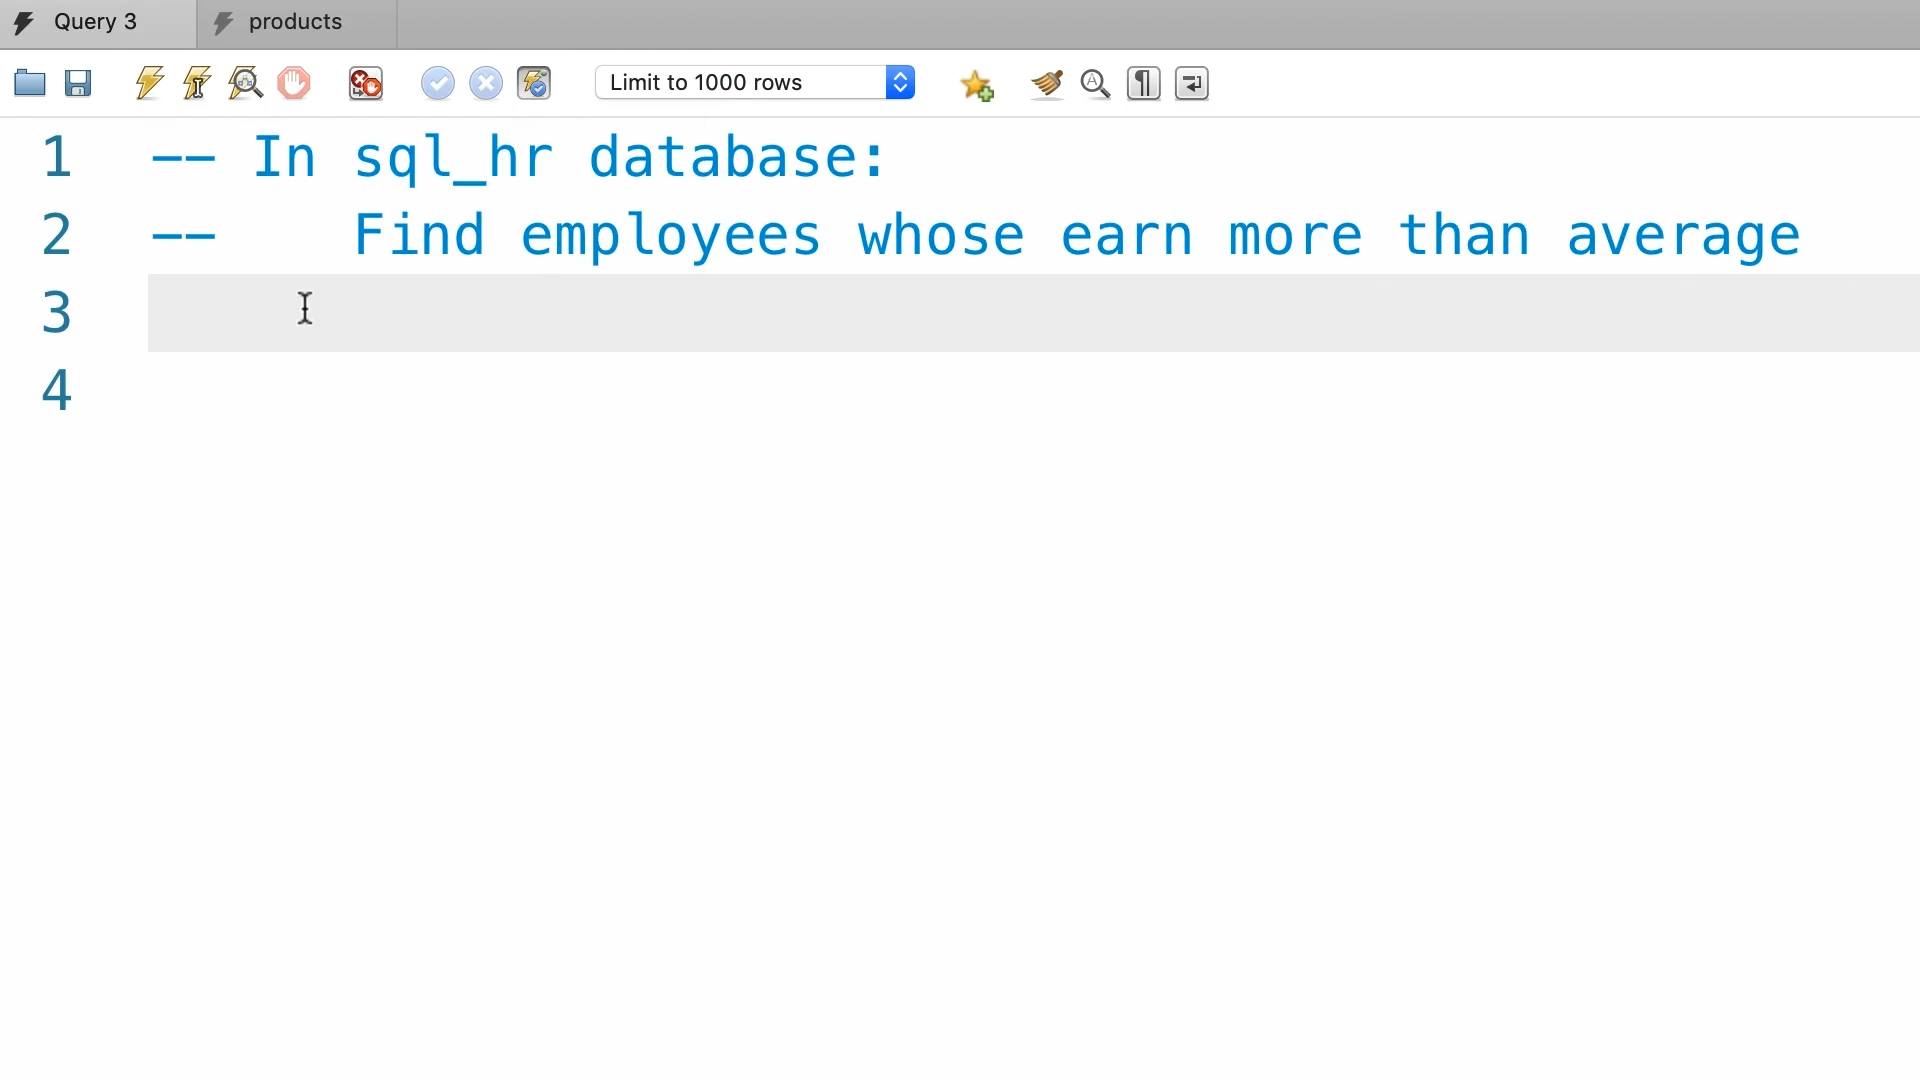 Query 3
products
Limit to 1000 rows
1 -- In sql_hr database:
2 --    Find employees whose earn more than average
3
4